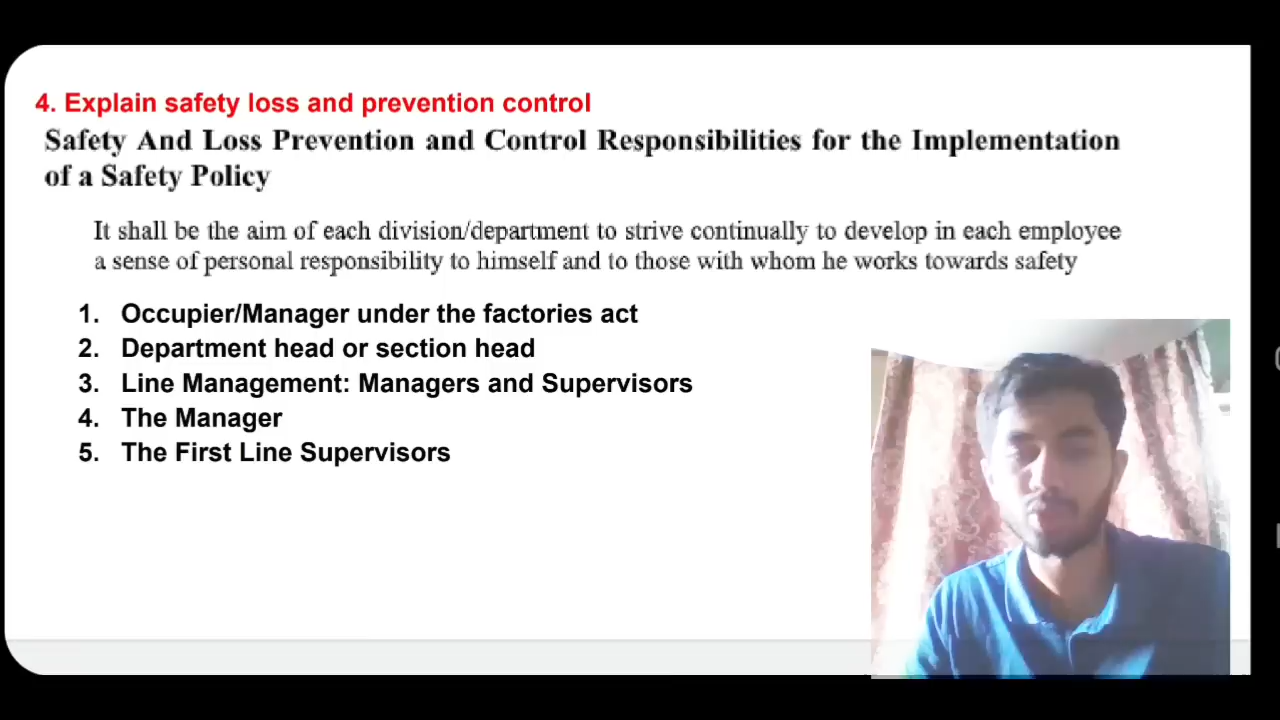 4. Explain safety loss and prevention control
Safety And Loss Prevention and Control Responsibilities for the Implementation
of a Safety Policy
It shall be the aim of each division/department to strive continually to develop in each employee
a sense of personal responsibility to himself and to those with whom he works towards safety
1. Occupier/Manager under the factories act
2. Department head or section head
3. Line Management: Managers and Supervisors
4. The Manager
5. The First Line Supervisors